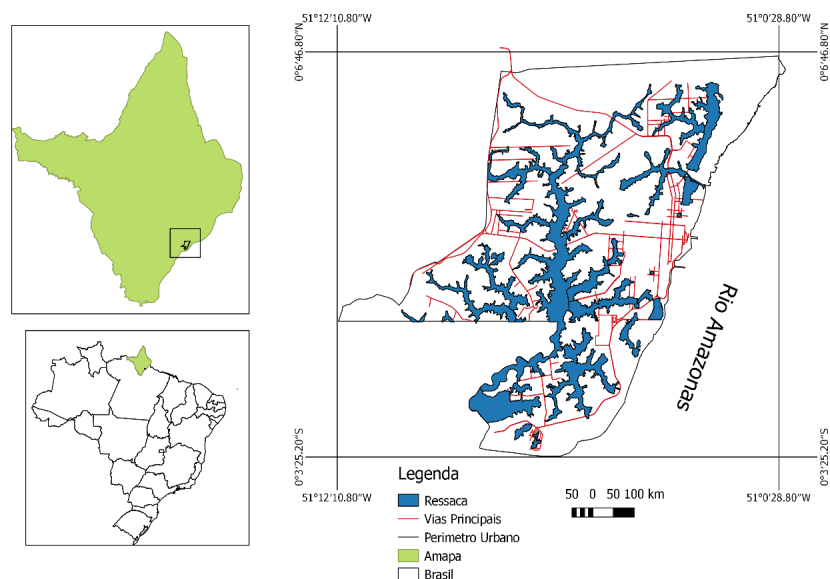 51°12'10.80"W
51°0'28.80"W
0°6'46.80"N
0°6'46.80"N
Rio Amazonas
0°3'25.20"S
0°3'25.20"S
51°12'10.80"W
51°0'28.80"W
Legenda
Ressaca
Vias Principais
Perimetro Urbano
Amapa
Brasil
50 0 50 100 km